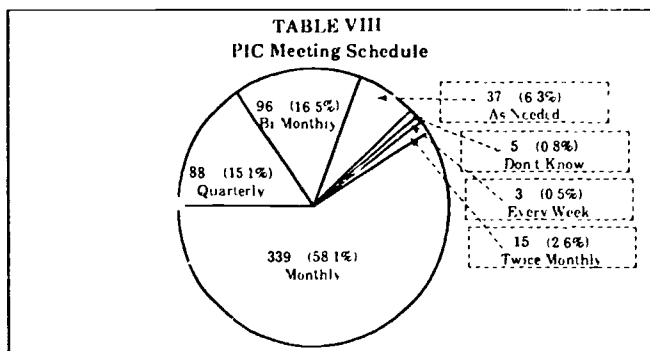 TABLE VIII
PIC Meeting Schedule
96 (16.5%)
Bi Monthly
37 (6.3%)
As Needed
5 (0.8%)
Don't Know
88 (15.1%)
Quarterly
3 (0.5%)
Every Week
15 (2.6%)
Twice Monthly
339 (58.1%)
Monthly